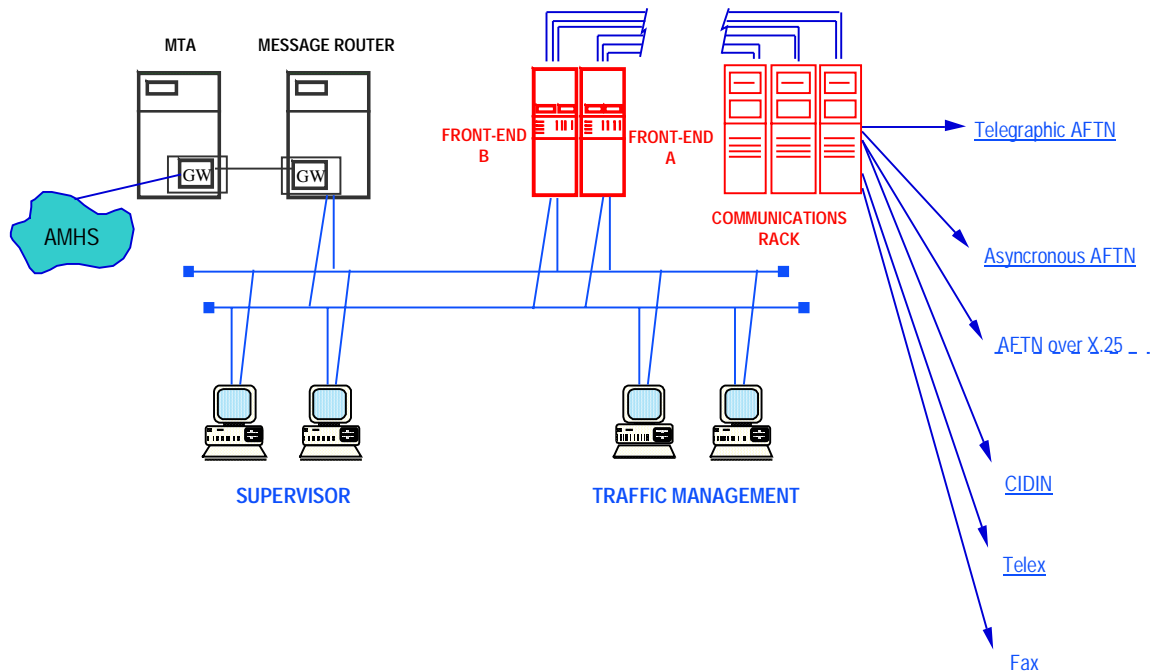 MTA
MESSAGE ROUTER
FRONT-END
B
FRONT-END
A
GW
GW
AMHS
COMMUNICATIONS
RACK
Telegraphic AFTN
Asyncronous AFTN
AFTN over X.25
CIDIN
Telex
Fax
SUPERVISOR
TRAFFIC MANAGEMENT